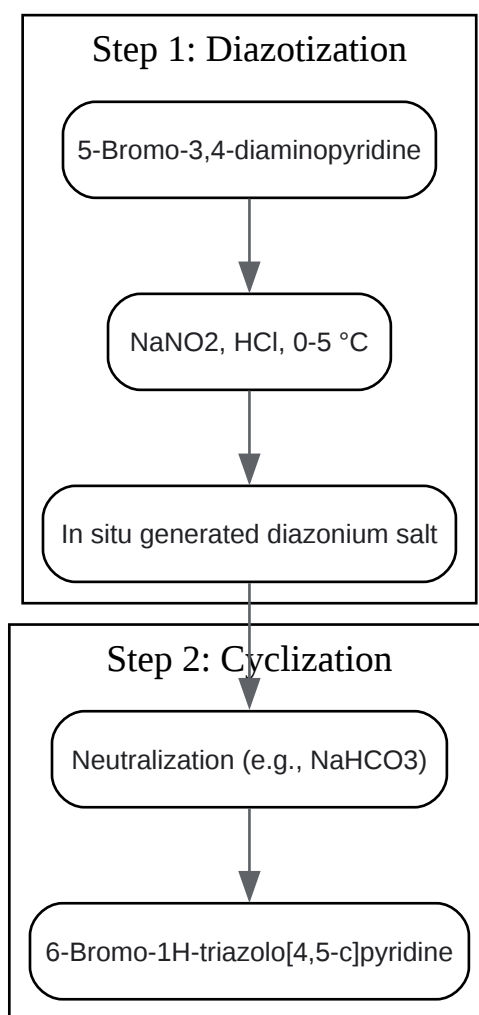 Step 1: Diazotization
5-Bromo-3,4-diaminopyridine
NaNO2, HCl, 0-5 °C
In situ generated diazonium salt
Step 2: Cyclization
Neutralization (e.g., NaHCO3)
6-Bromo-1H-triazolo[4,5-c]pyridine